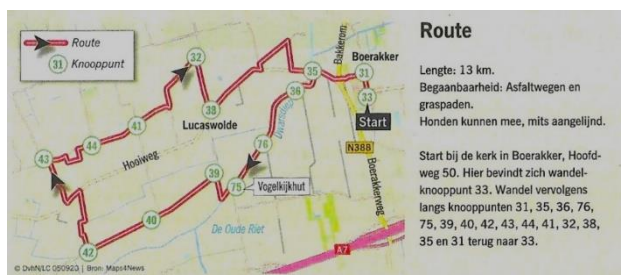 Route
31 Knooppunt
32
38
Lucaswolde
41
44
43
Hooiweg
42
40
39
75
Vogelkijkhut
76
36
Dwarsdiep
35
Bakkerom
Boerakker
31
33
Start
N388
Boerakkerweg
De Oude Riet
A7
© DvhN/LC 050920 | Bron: Maps4News
Route
Lengte: 13 km.
Begaanbaarheid: Asfaltwegen en
graspaden.
Honden kunnen mee, mits aangelijnd.
Start bij de kerk in Boerakker, Hoofd-
weg 50. Hier bevindt zich wandel-
knooppunt 33. Wandel vervolgens
langs knooppunten 31, 35, 36, 76,
75, 39, 40, 42, 43, 44, 41, 32, 38,
35 en 31 terug naar 33.